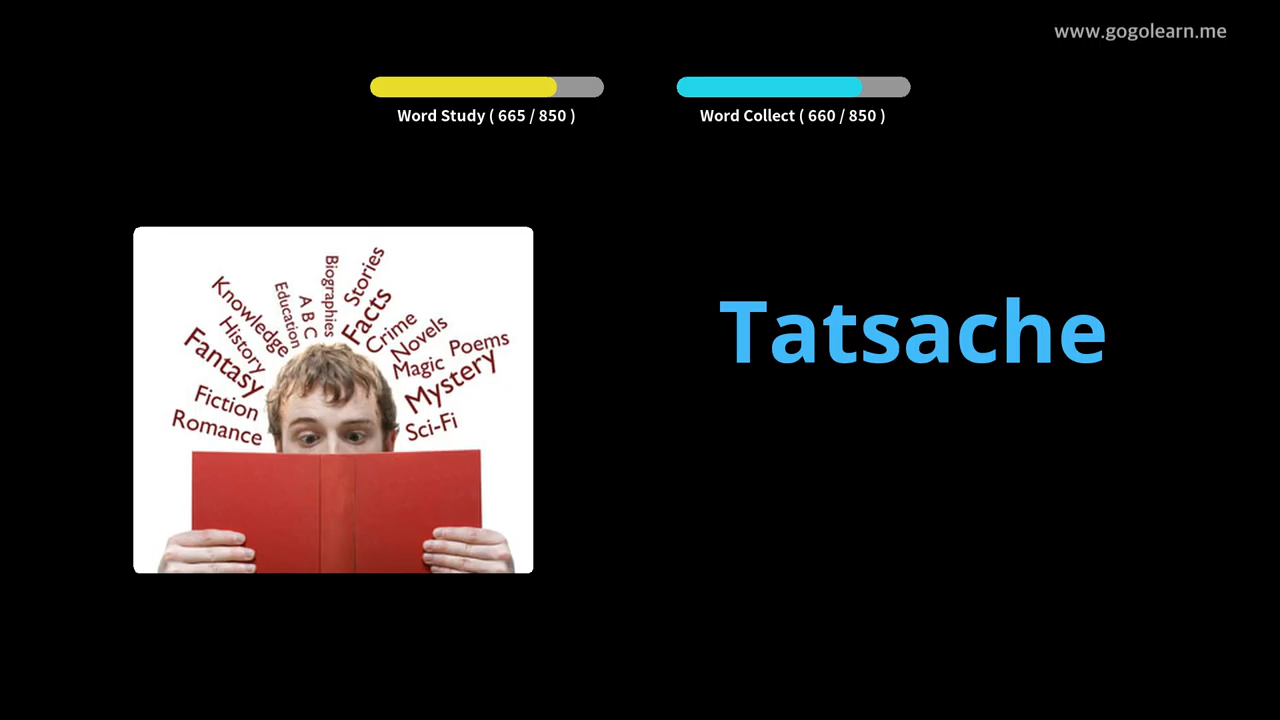 www.gogolearn.me
Word Study ( 665 / 850 )
Word Collect ( 660 / 850 )
Tatsache
Biographies
Stories
Education
A B C
Facts
Knowledge
Crime
History
Novels
Poems
Fantasy
Magic
Mystery
Fiction
Romance
Sci-Fi